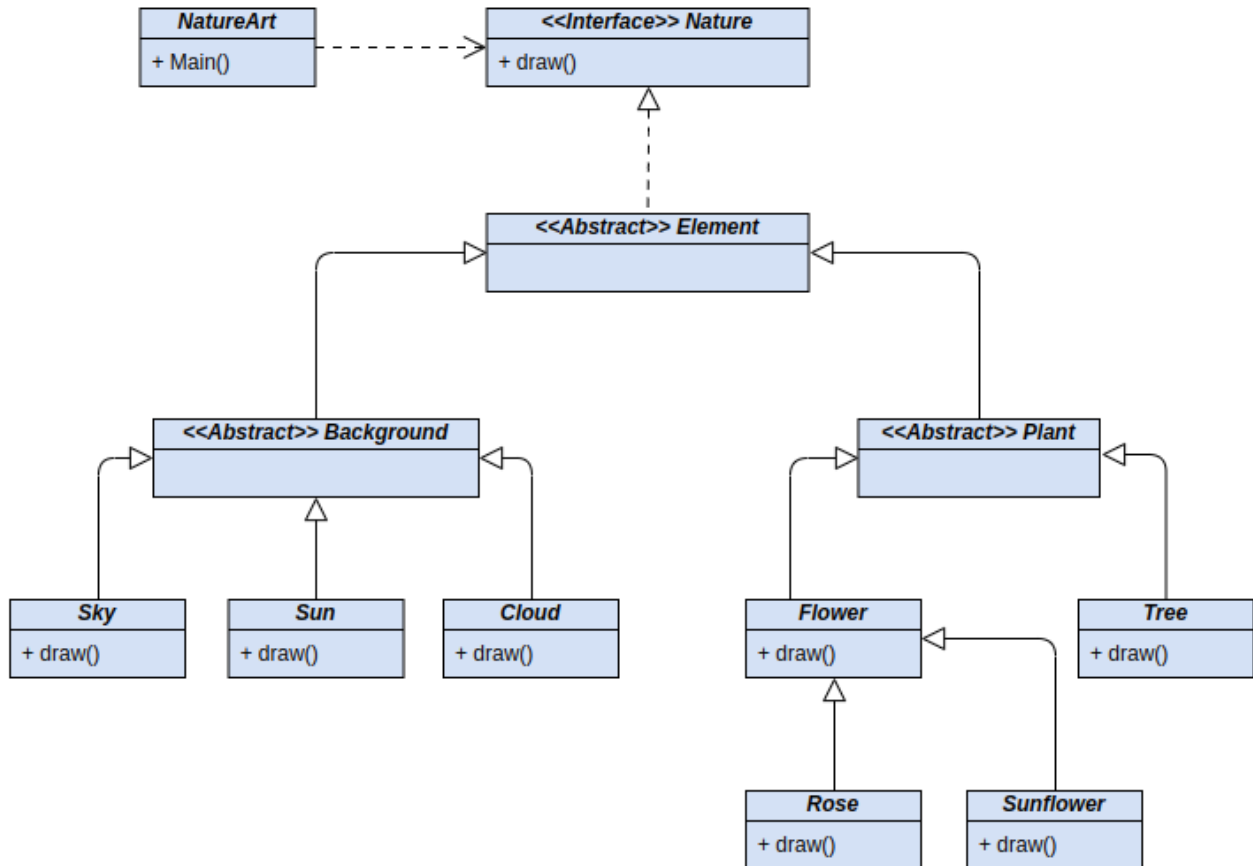 NatureArt
+ Main()
<<Interface>> Nature
+ draw()
<<Abstract>> Element
<<Abstract>> Background
<<Abstract>> Plant
Sky
+ draw()
Sun
+ draw()
Cloud
+ draw()
Flower
+ draw()
Tree
+ draw()
Rose
+ draw()
Sunflower
+ draw()